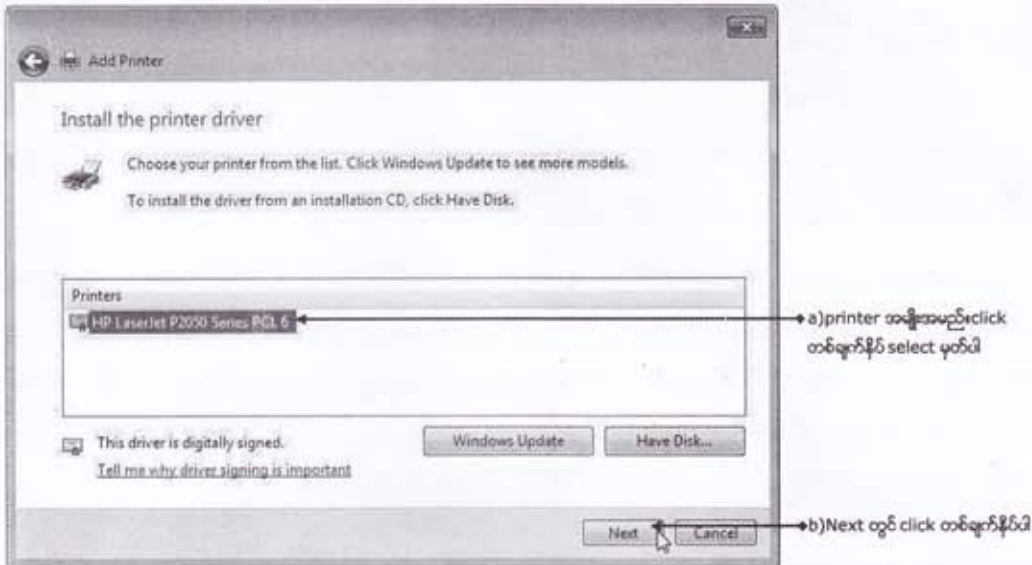 Add Printer
Install the printer driver
Choose your printer from the list. Click Windows Update to see more models.
To install the driver from an installation CD, click Have Disk.
Printers
HP LaserJet P2050 Series PCL 6
a)printer အမျိုးအမည်းclick
တစ်ချက်နှိပ် select မှတ်ပါ
This driver is digitally signed.
Windows Update
Have Disk...
Tell me why driver signing is important
Next
Cancel
b)Next တွင် click တစ်ချက်နှိပ်ပါ